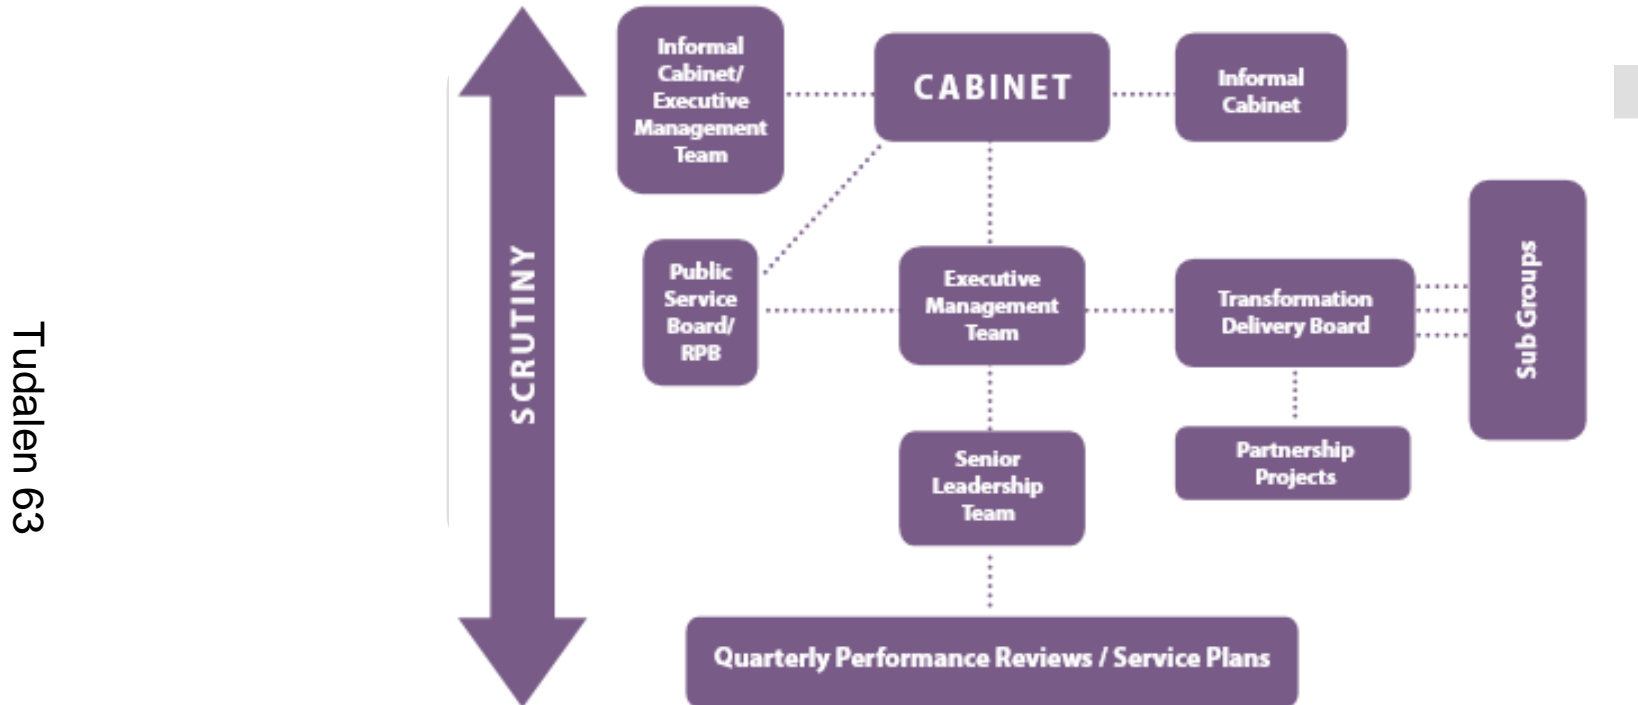 Tudalen 63
SCRUTINY
Informal
Cabinet/
Executive
Management
Team
CABINET
Informal
Cabinet
Public
Service
Board/
RPB
Executive
Management
Team
Transformation
Delivery Board
Sub Groups
Senior
Leadership
Team
Partnership
Projects
Quarterly Performance Reviews / Service Plans